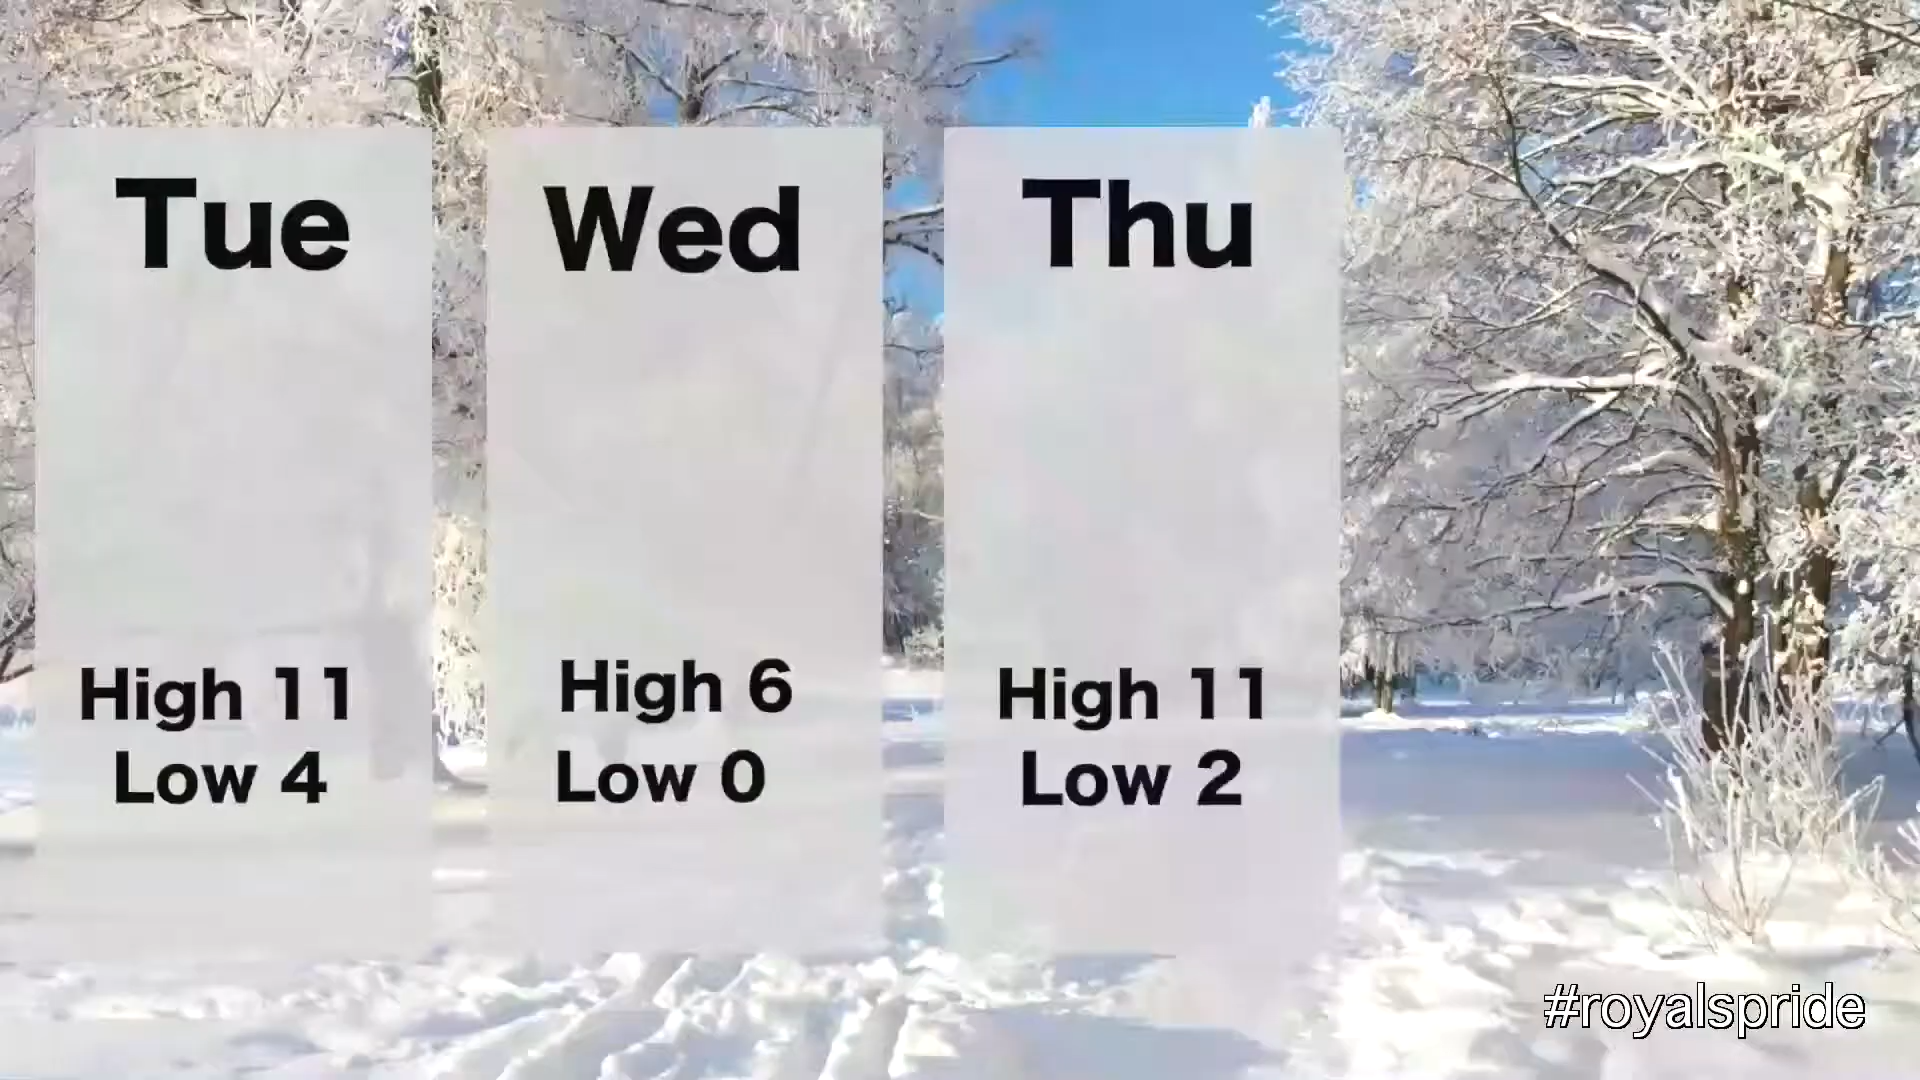 Tue
High 11
Low 4
Wed
High 6
Low 0
Thu
High 11
Low 2
#royalspride